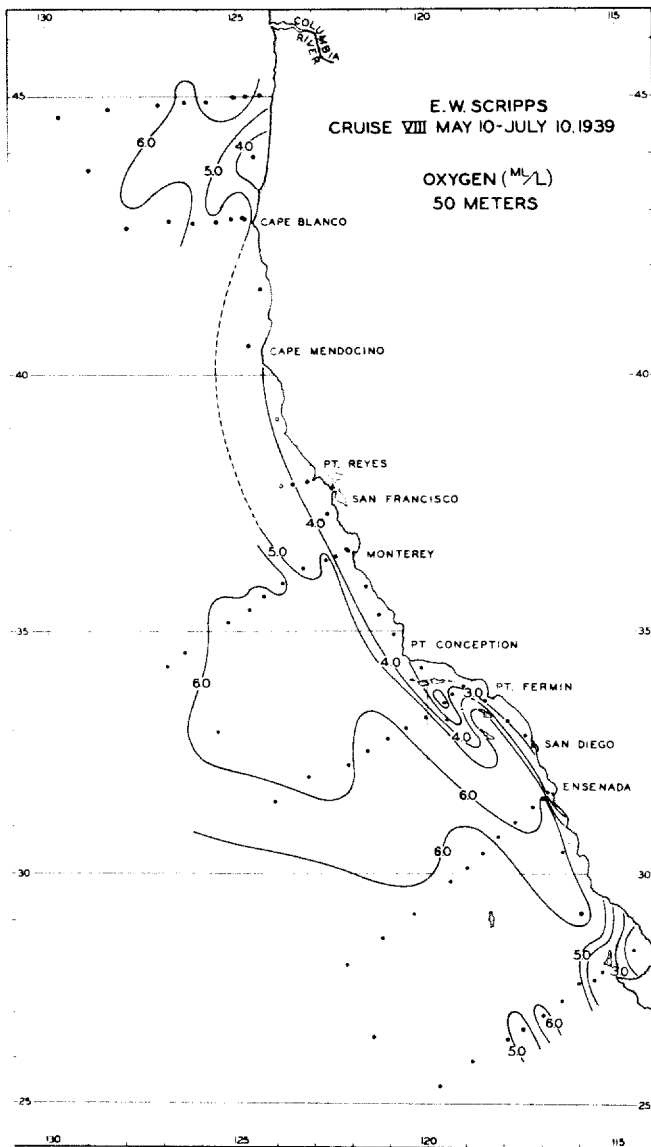 130 125 120 115
COLUMBIA
RIVER
45 45
E.W. SCRIPPS
CRUISE VIII MAY 10-JULY 10, 1939
OXYGEN (ML/L)
50 METERS
6.0
5.0
4.0
CAPE BLANCO
CAPE MENDOCINO
40 40
PT. REYES
SAN FRANCISCO
4.0
5.0
MONTEREY
35 35
PT CONCEPTION
4.0
PT. FERMIN
3.0
6.0
4.0
SAN DIEGO
ENSENADA
6.0
6.0
30 30
5.0
3.0
6.0
5.0
25 25
130 125 120 115